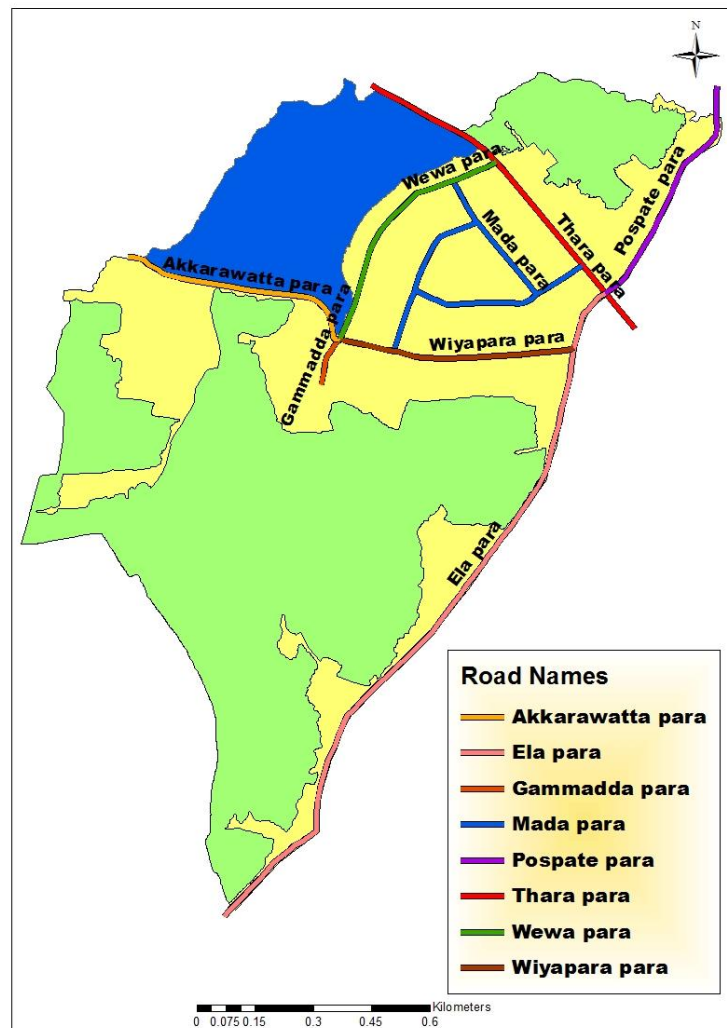 N
Wewa para
Pospate para
Mada para
Thara para
Akkarawatta para
Gammadda para
Wiyapara para
Ela para
Road Names
Akkarawatta para
Ela para
Gammadda para
Mada para
Pospate para
Thara para
Wewa para
Wiyapara para
Kilometers
0 0.075 0.15 0.3 0.45 0.6